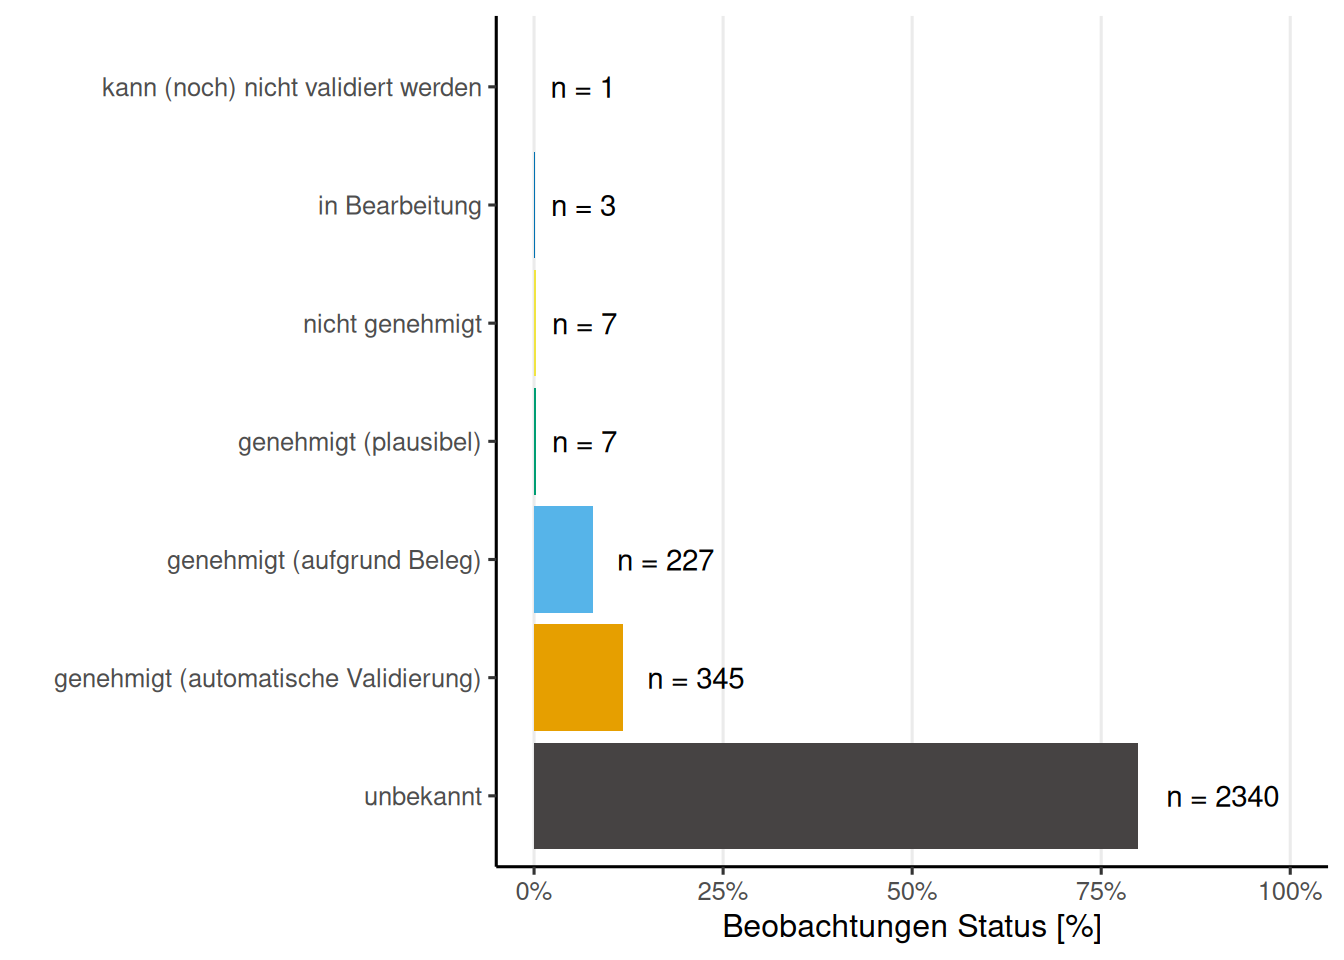 kann (noch) nicht validiert werden n = 1
in Bearbeitung n = 3
nicht genehmigt n = 7
genehmigt (plausibel) n = 7
genehmigt (aufgrund Beleg) n = 227
genehmigt (automatische Validierung) n = 345
unbekannt n = 2340
0% 25% 50% 75% 100%
Beobachtungen Status [%]